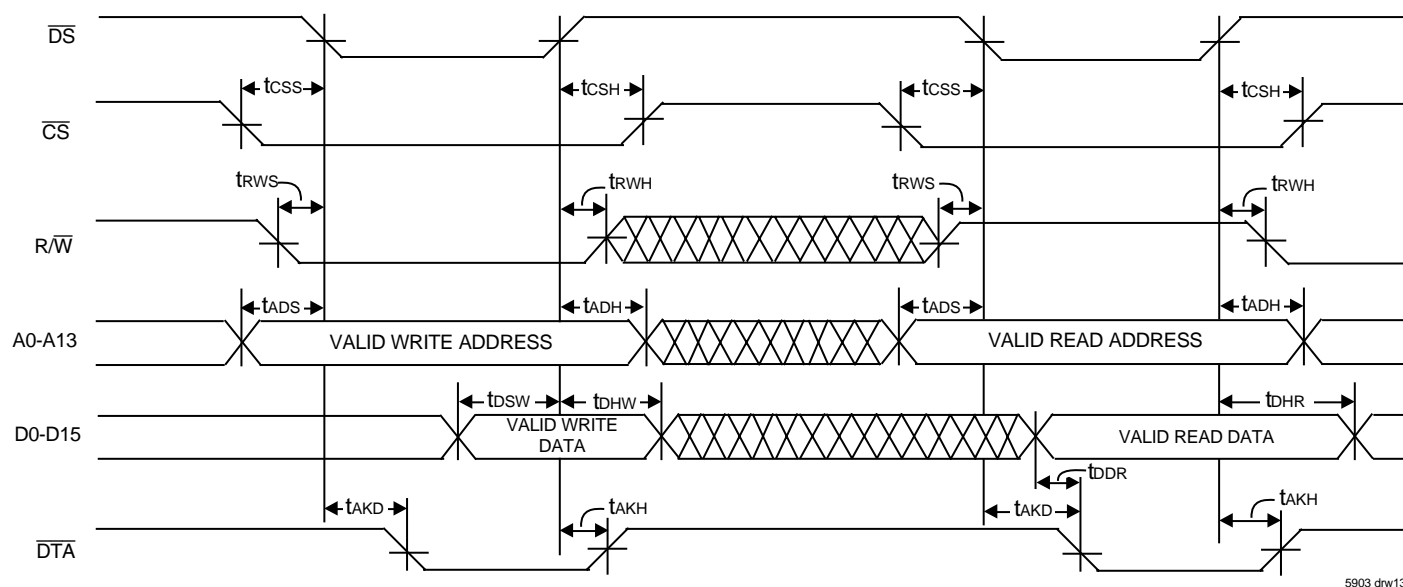 DS
tCSS
tCSH
tCSS
tCSH
CS
tRWS
tRWH
tRWS
tRWH
R/W
tADS
tADH
tADS
tADH
A0-A13
VALID WRITE ADDRESS
VALID READ ADDRESS
tDSW
tDHW
tDHR
D0-D15
VALID WRITE
DATA
VALID READ DATA
tDDR
tAKD
tAKH
tAKD
tAKH
DTA
5903 drw13